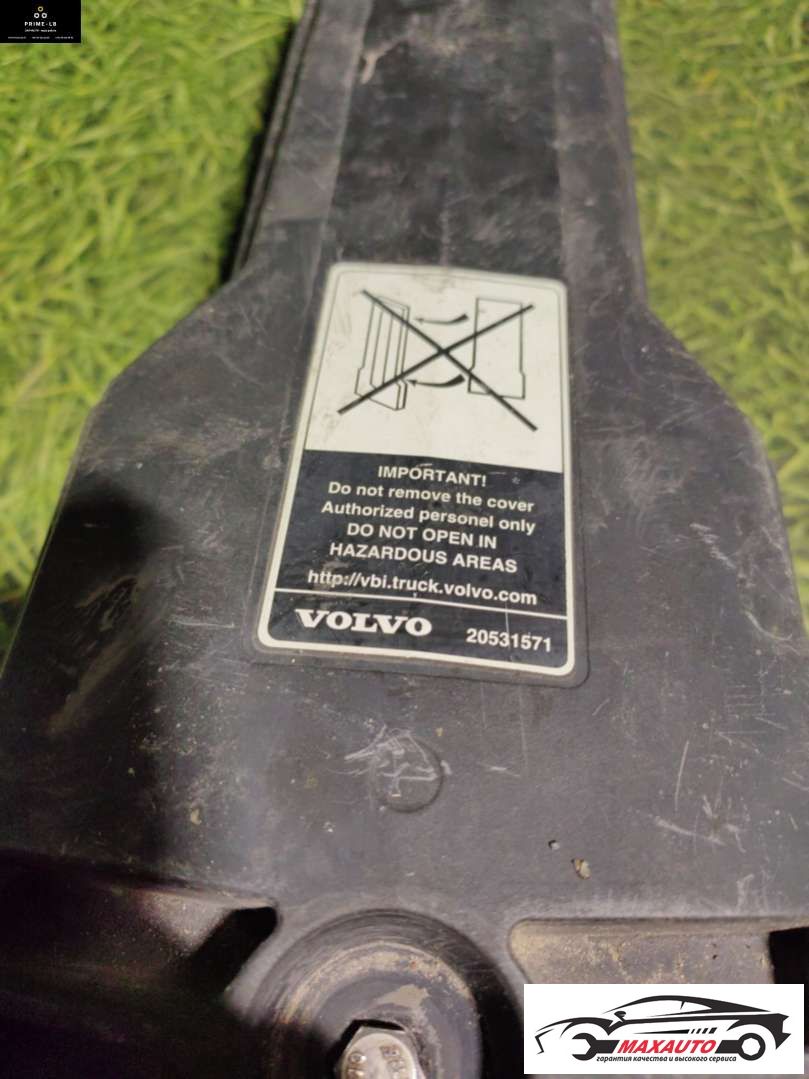 PRIME-LB
IMPORTANT!
Do not remove the cover
Authorized personel only
DO NOT OPEN IN
HAZARDOUS AREAS
http://vbi.truck.volvo.com
VOLVO 20531571
MAXAUTO
гарантия качества и высокого сервиса